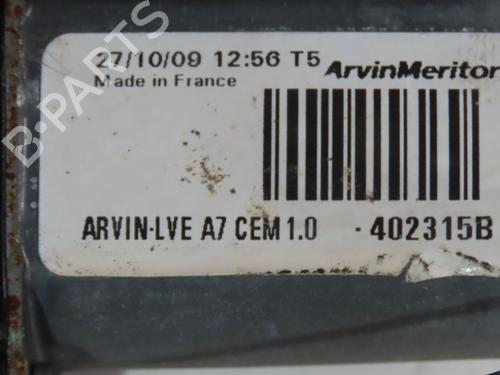 27/10/09 12:56 T5 ArvinMeritor
Made in France
ARVIN·LVE A7 CEM 1.0 · 402315B
B-PARTS